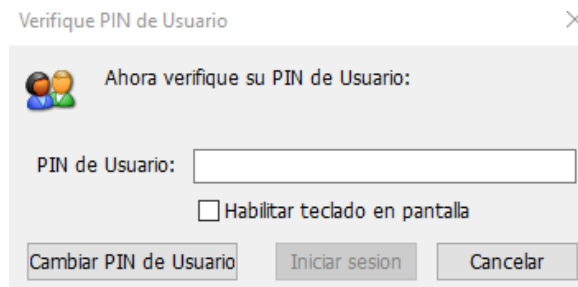 Verifique PIN de Usuario
Ahora verifique su PIN de Usuario:
PIN de Usuario:
Habilitar teclado en pantalla
Cambiar PIN de Usuario Iniciar sesion Cancelar